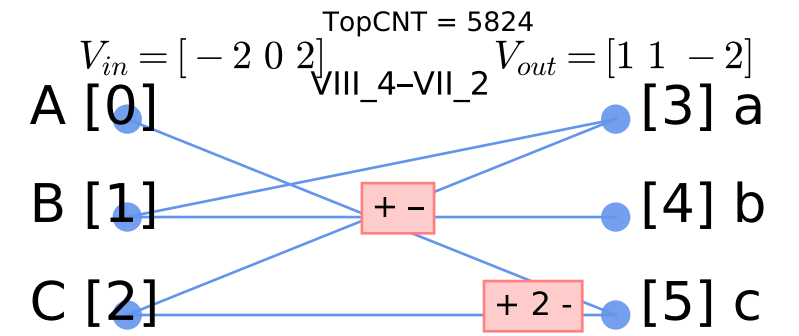 TopCNT = 5824
V_in = [ − 2 0 2]
V_out = [1 1 − 2]
VIII_4–VII_2
A [0]
[3] a
B [1]
+ –
[4] b
C [2]
+ 2 -
[5] c